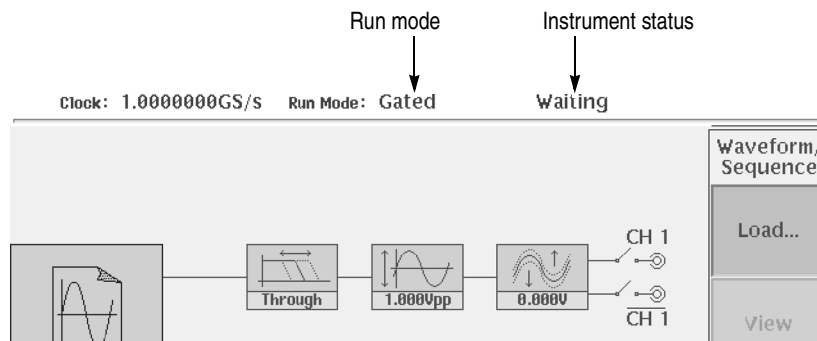 Run mode Instrument status
Clock: 1.0000000GS/s Run Mode: Gated Waiting
Waveform/
Sequence
Load...
CH 1
Through 1.000Vpp 0.000V
CH 1
View